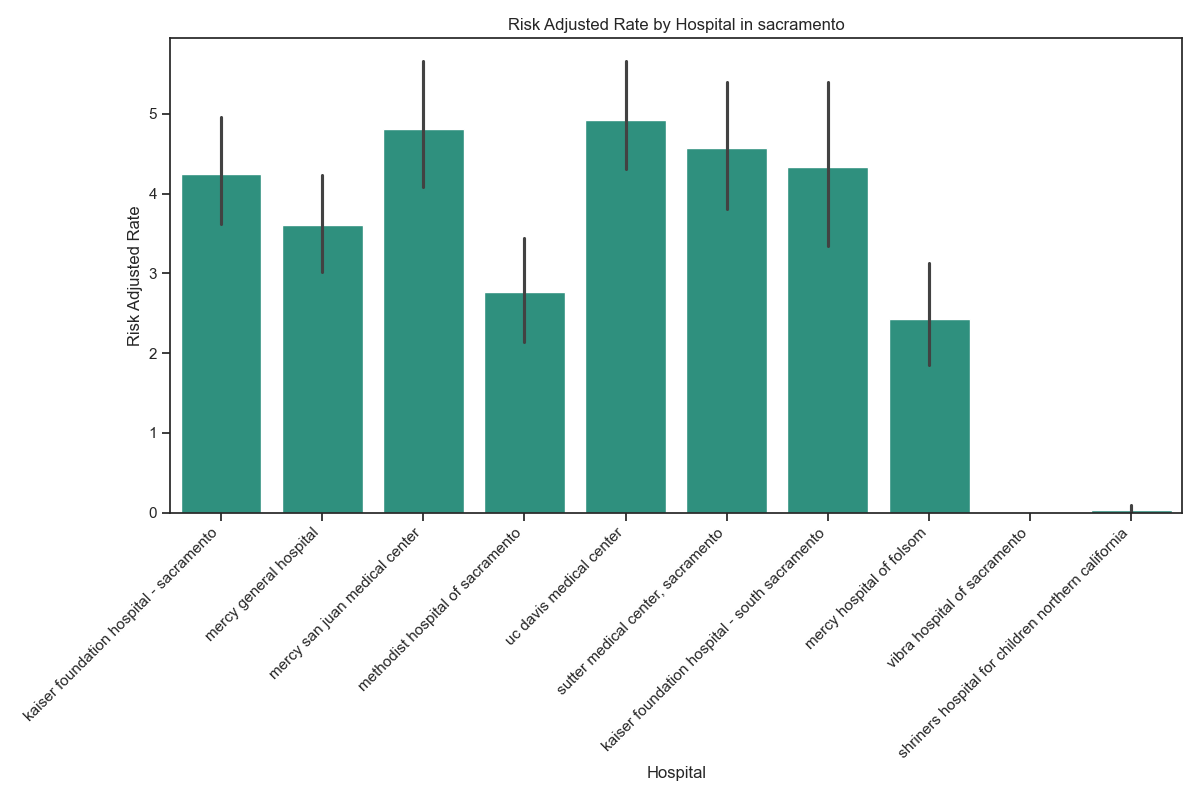 Risk Adjusted Rate by Hospital in sacramento
Risk Adjusted Rate
5
4
3
2
1
0
kaiser foundation hospital - sacramento
mercy general hospital
mercy san juan medical center
methodist hospital of sacramento
uc davis medical center
sutter medical center, sacramento
kaiser foundation hospital - south sacramento
mercy hospital of folsom
vibra hospital of sacramento
shriners hospital for children northern california
Hospital